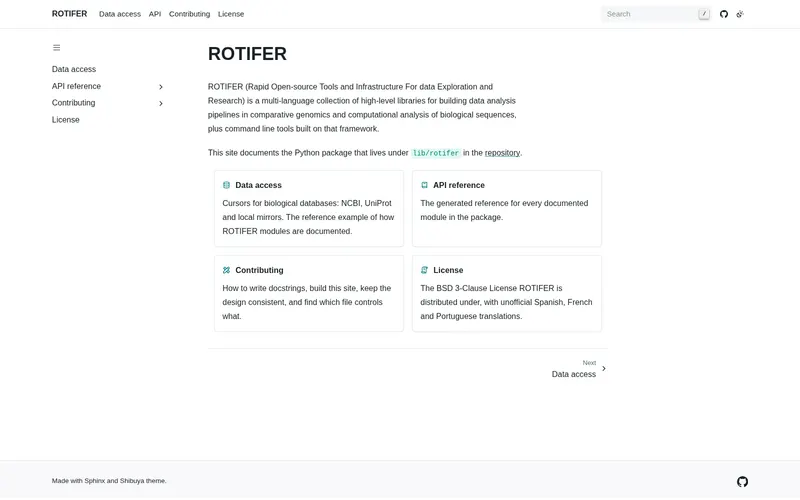 ROTIFER
Data access
API
Contributing
License
Search
/
Data access
API reference
Contributing
License
ROTIFER
ROTIFER (Rapid Open-source Tools and Infrastructure For data Exploration and
Research) is a multi-language collection of high-level libraries for building data analysis
pipelines in comparative genomics and computational analysis of biological sequences,
plus command line tools built on that framework.
This site documents the Python package that lives under lib/rotifer in the repository.
Data access
Cursors for biological databases: NCBI, UniProt
and local mirrors. The reference example of how
ROTIFER modules are documented.
API reference
The generated reference for every documented
module in the package.
Contributing
How to write docstrings, build this site, keep the
design consistent, and find which file controls
what.
License
The BSD 3-Clause License ROTIFER is
distributed under, with unofficial Spanish, French
and Portuguese translations.
Next
Data access
Made with Sphinx and Shibuya theme.